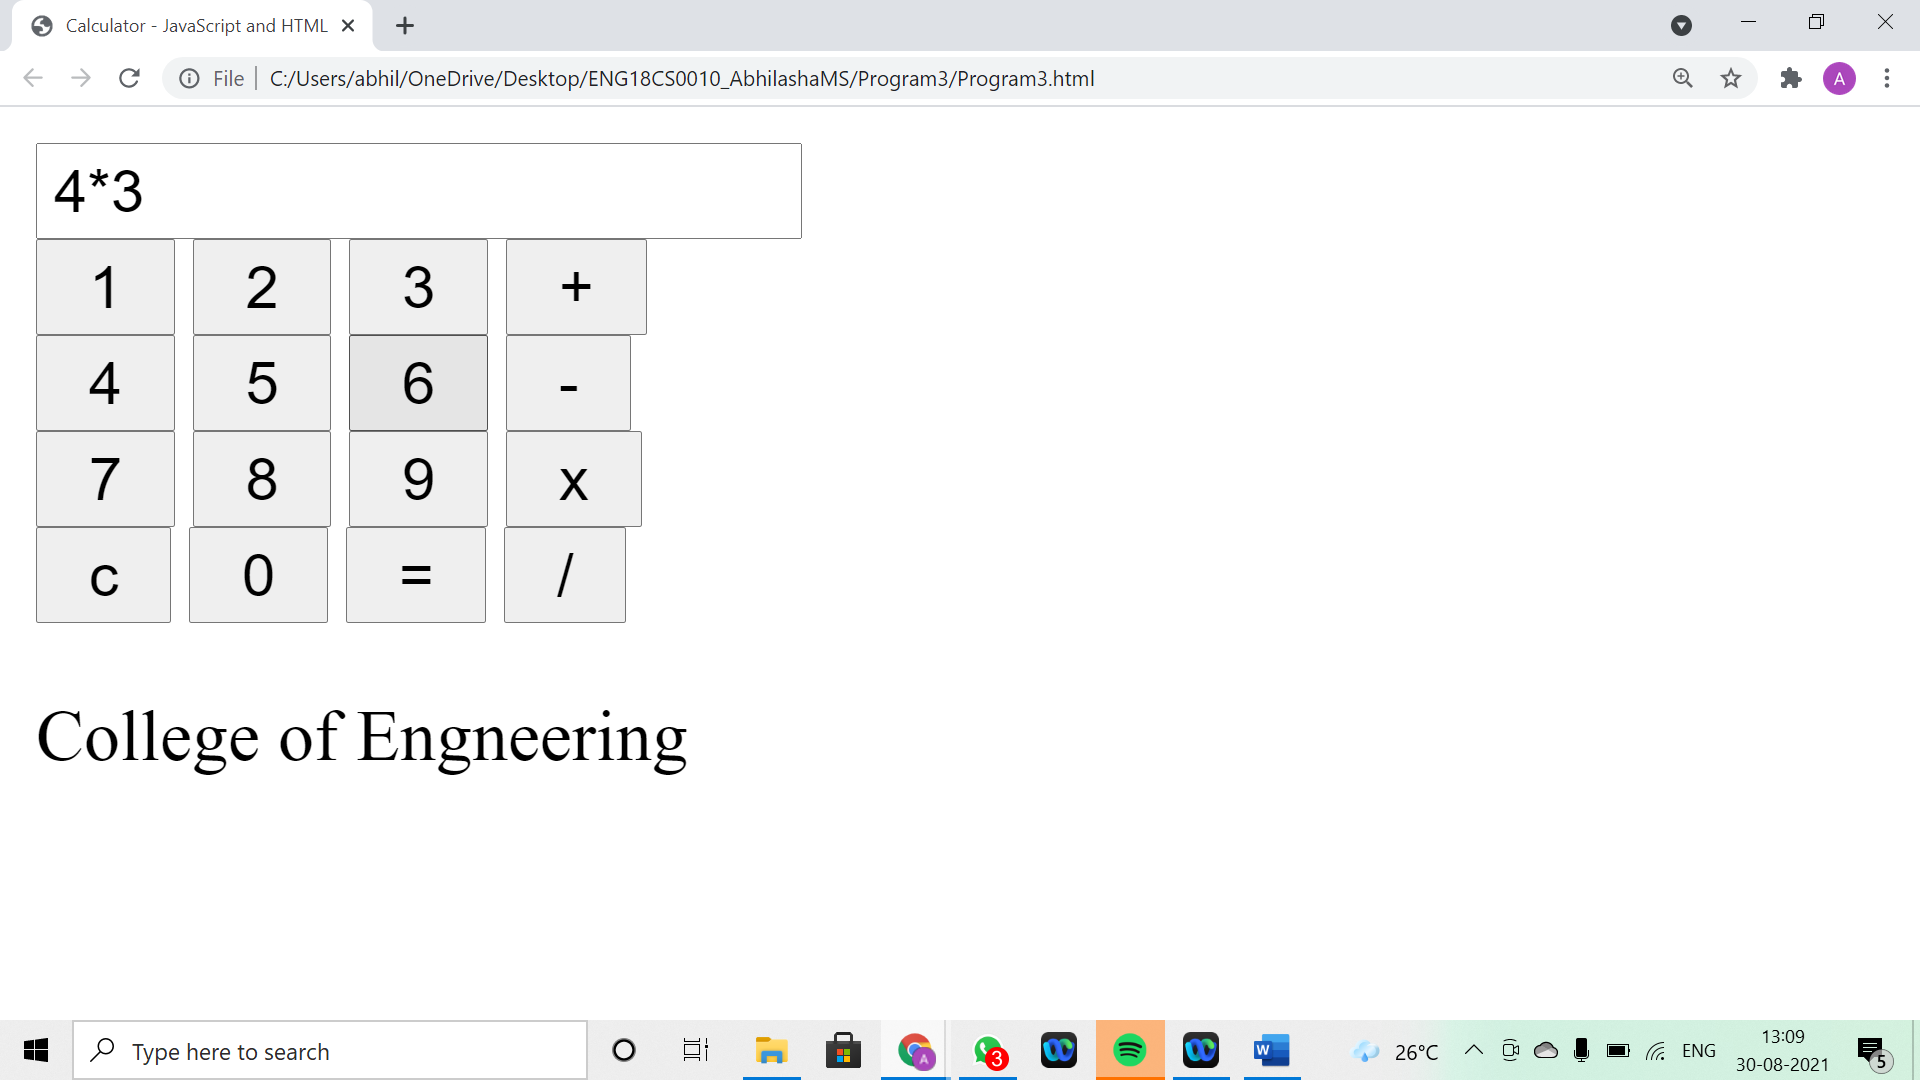 Calculator - JavaScript and HTML
File
C:/Users/abhil/OneDrive/Desktop/ENG18CS0010_AbhilashaMS/Program3/Program3.html
A
4*3
1 2 3 +
4 5 6 -
7 8 9 x
c 0 = /
College of Engneering
Type here to search
A
3
W
26°C
ENG
13:09
30-08-2021
5